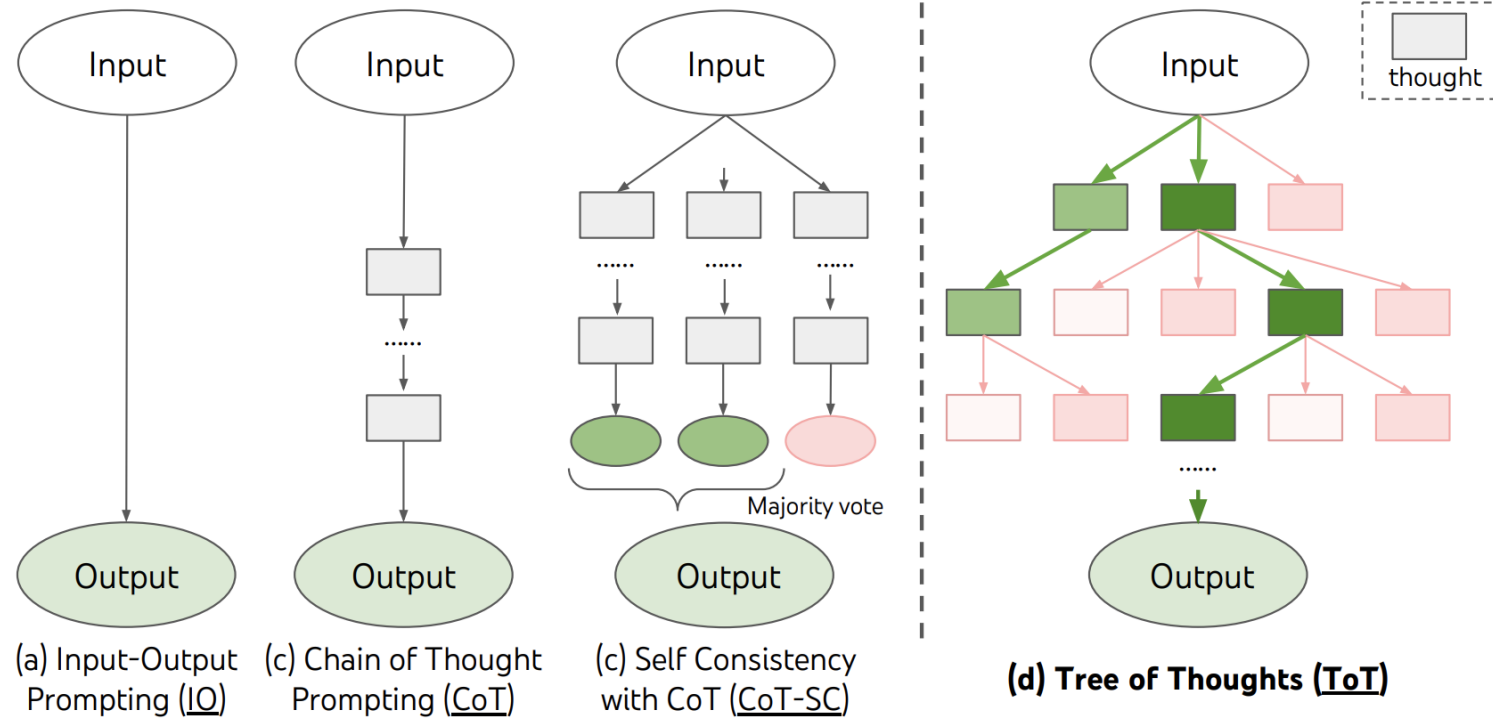 Input
Input
Input
Input
thought
......
......
......
......
Majority vote
......
Output
Output
Output
Output
(a) Input-Output
Prompting (IO)
(c) Chain of Thought
Prompting (CoT)
(c) Self Consistency
with CoT (CoT-SC)
(d) Tree of Thoughts (ToT)